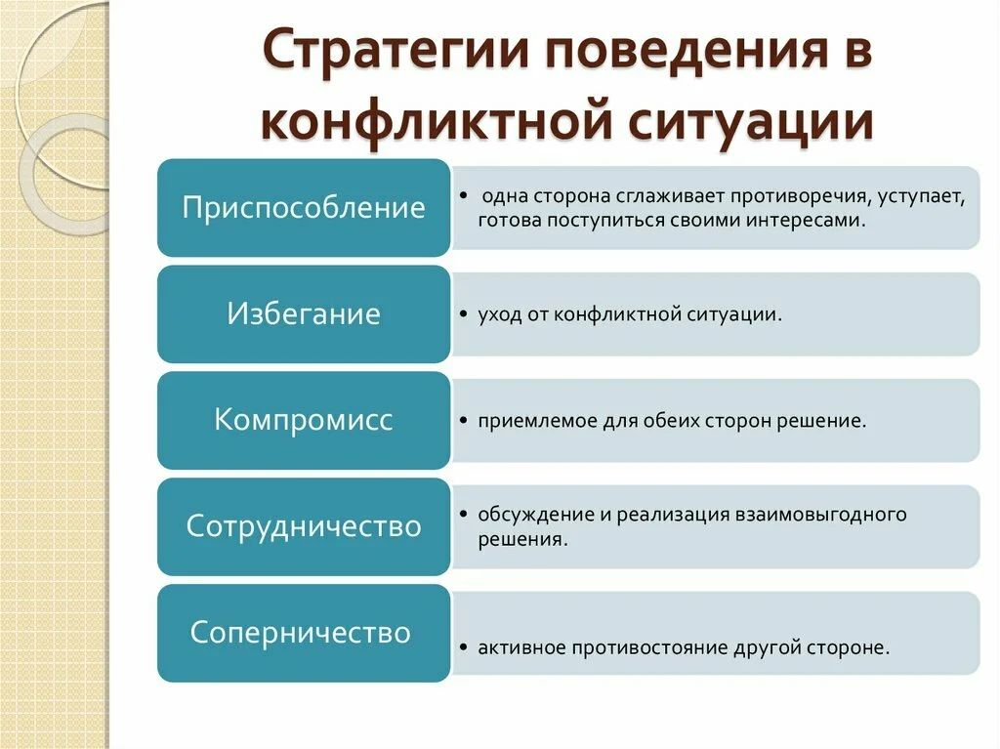 Стратегии поведения в
конфликтной ситуации
Приспособление
• одна сторона сглаживает противоречия, уступает,
готова поступиться своими интересами.
Избегание
• уход от конфликтной ситуации.
Компромисс
• приемлемое для обеих сторон решение.
Сотрудничество
• обсуждение и реализация взаимовыгодного
решения.
Соперничество
• активное противостояние другой стороне.